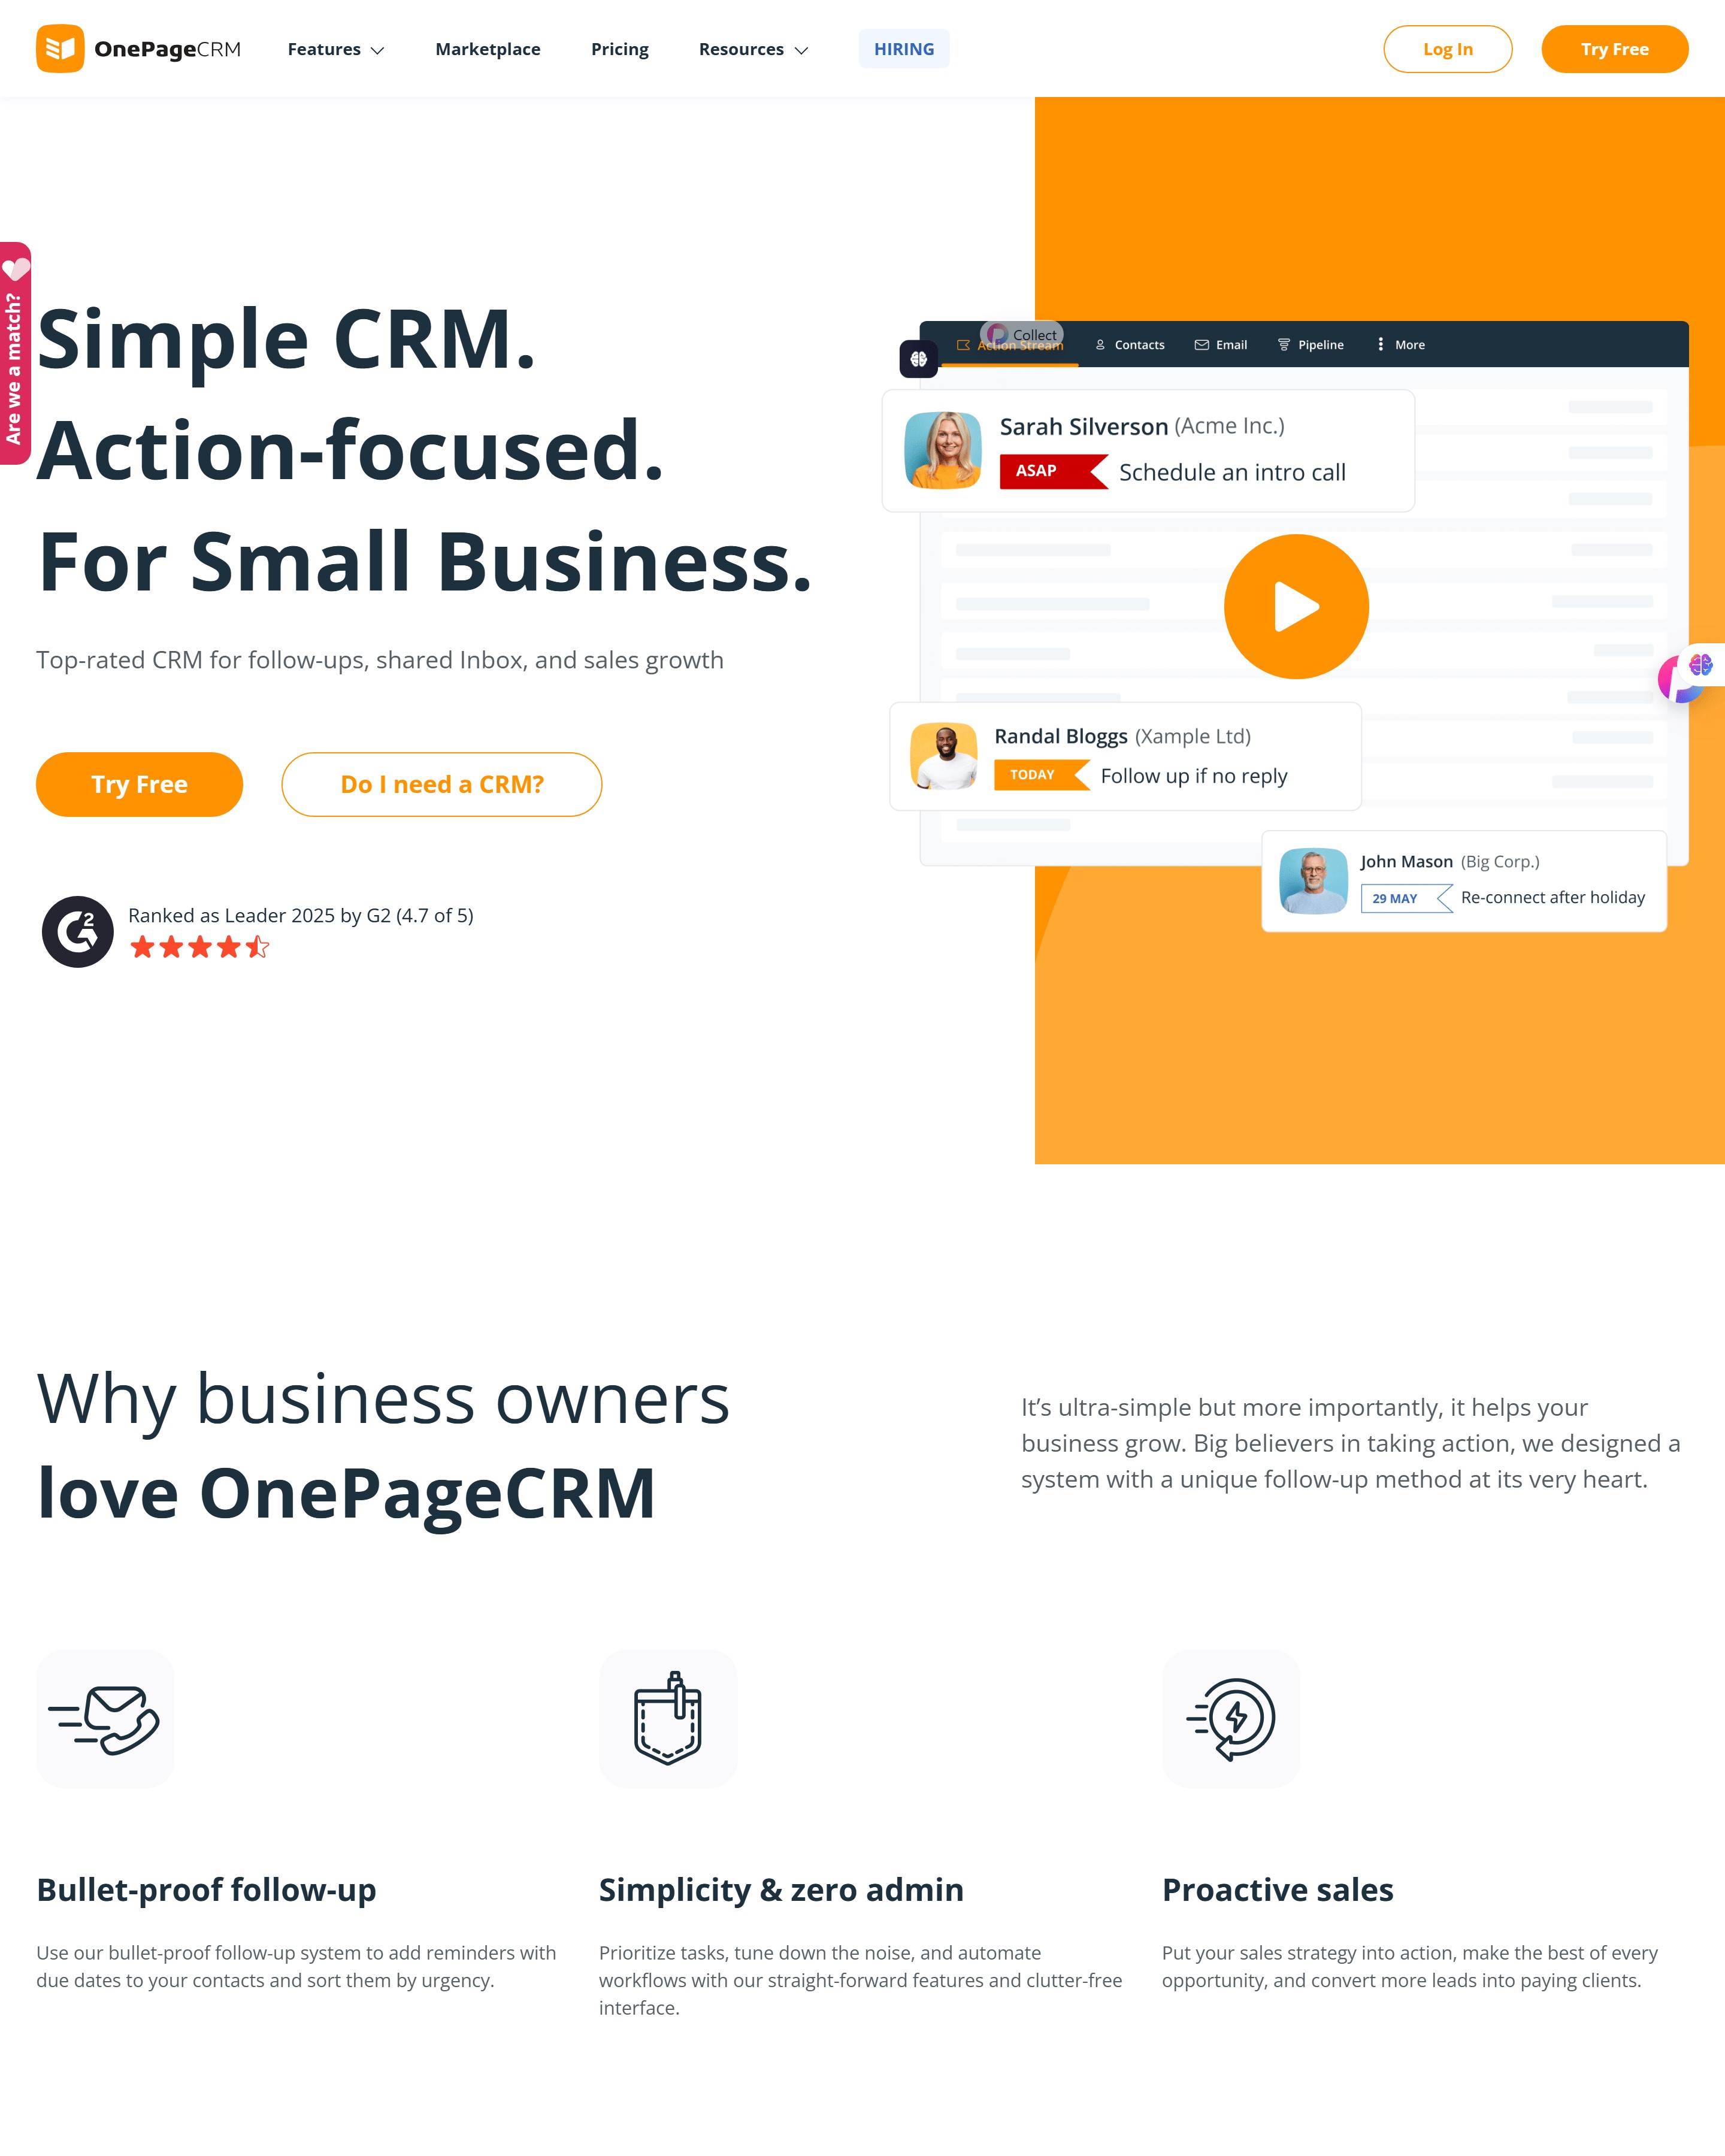 OnePageCRM
Features
Marketplace
Pricing
Resources
HIRING
Log In
Try Free
Are we a match?
Simple CRM.
Action-focused.
For Small Business.
Top-rated CRM for follow-ups, shared Inbox, and sales growth
Try Free
Do I need a CRM?
G2
Ranked as Leader 2025 by G2 (4.7 of 5)
Collect
Action Stream
Contacts
Email
Pipeline
More
Sarah Silverson (Acme Inc.)
ASAP Schedule an intro call
Randal Bloggs (Xample Ltd)
TODAY Follow up if no reply
John Mason (Big Corp.)
29 MAY Re-connect after holiday
Why business owners
love OnePageCRM
It’s ultra-simple but more importantly, it helps your
business grow. Big believers in taking action, we designed a
system with a unique follow-up method at its very heart.
Bullet-proof follow-up
Use our bullet-proof follow-up system to add reminders with
due dates to your contacts and sort them by urgency.
Simplicity & zero admin
Prioritize tasks, tune down the noise, and automate
workflows with our straight-forward features and clutter-free
interface.
Proactive sales
Put your sales strategy into action, make the best of every
opportunity, and convert more leads into paying clients.